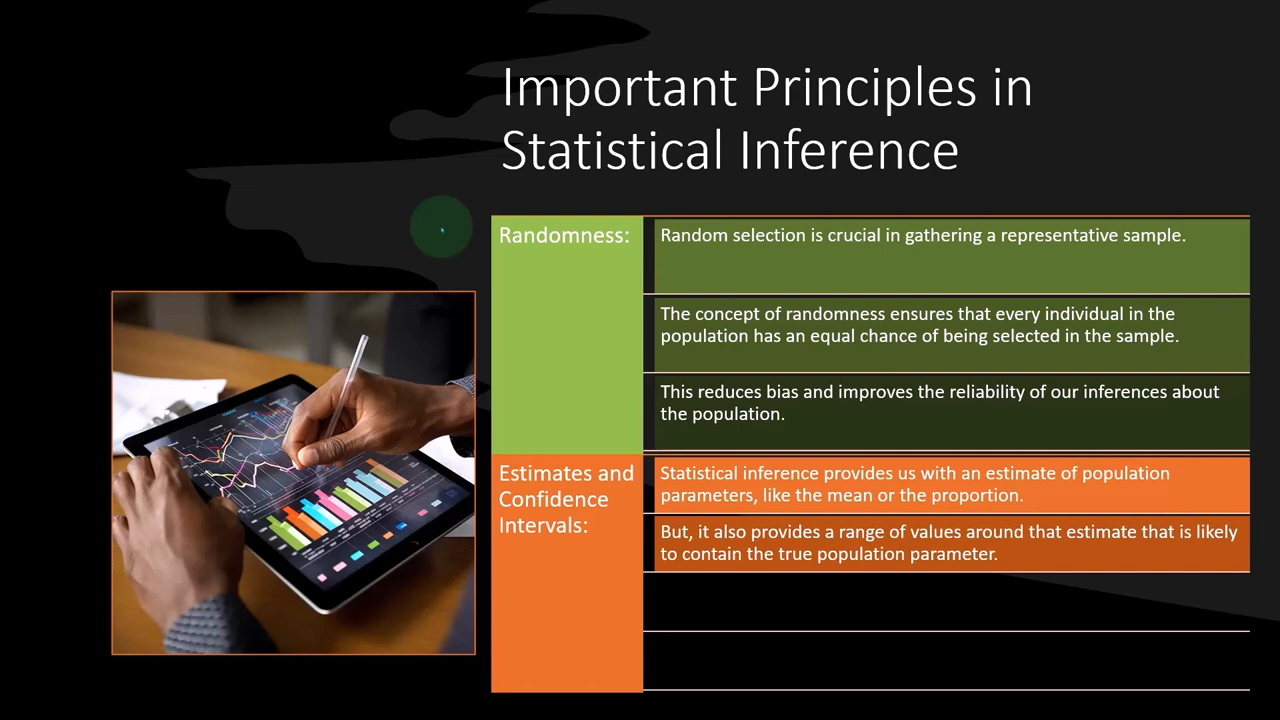 Important Principles in
Statistical Inference
Randomness:
Random selection is crucial in gathering a representative sample.
The concept of randomness ensures that every individual in the
population has an equal chance of being selected in the sample.
This reduces bias and improves the reliability of our inferences about
the population.
Estimates and
Confidence
Intervals:
Statistical inference provides us with an estimate of population
parameters, like the mean or the proportion.
But, it also provides a range of values around that estimate that is likely
to contain the true population parameter.